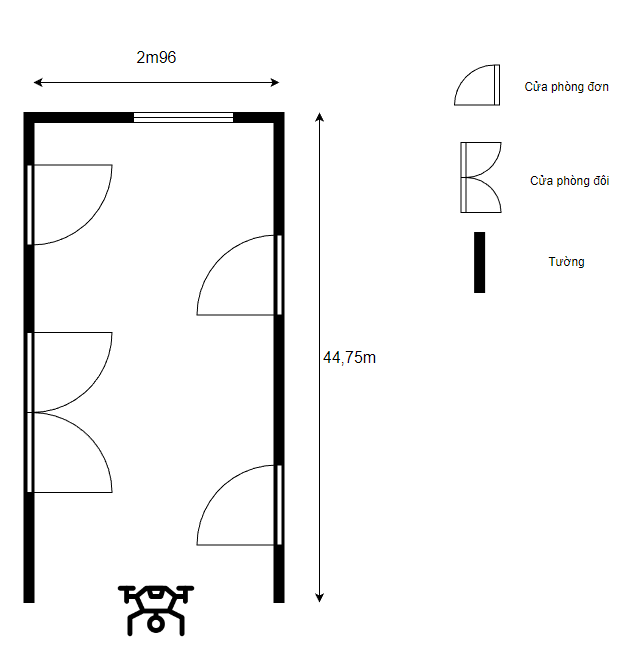 2m96
Cửa phòng đơn
Cửa phòng đôi
Tường
44,75m